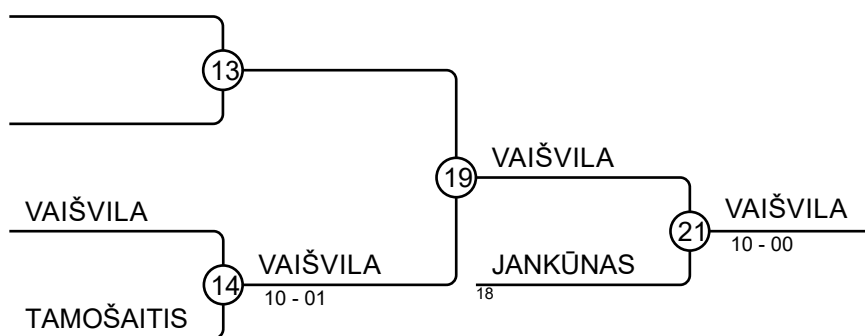 13
19
VAIŠVILA
VAIŠVILA
21
VAIŠVILA
10 - 00
14
VAIŠVILA
10 - 01
JANKŪNAS
18
TAMOŠAITIS